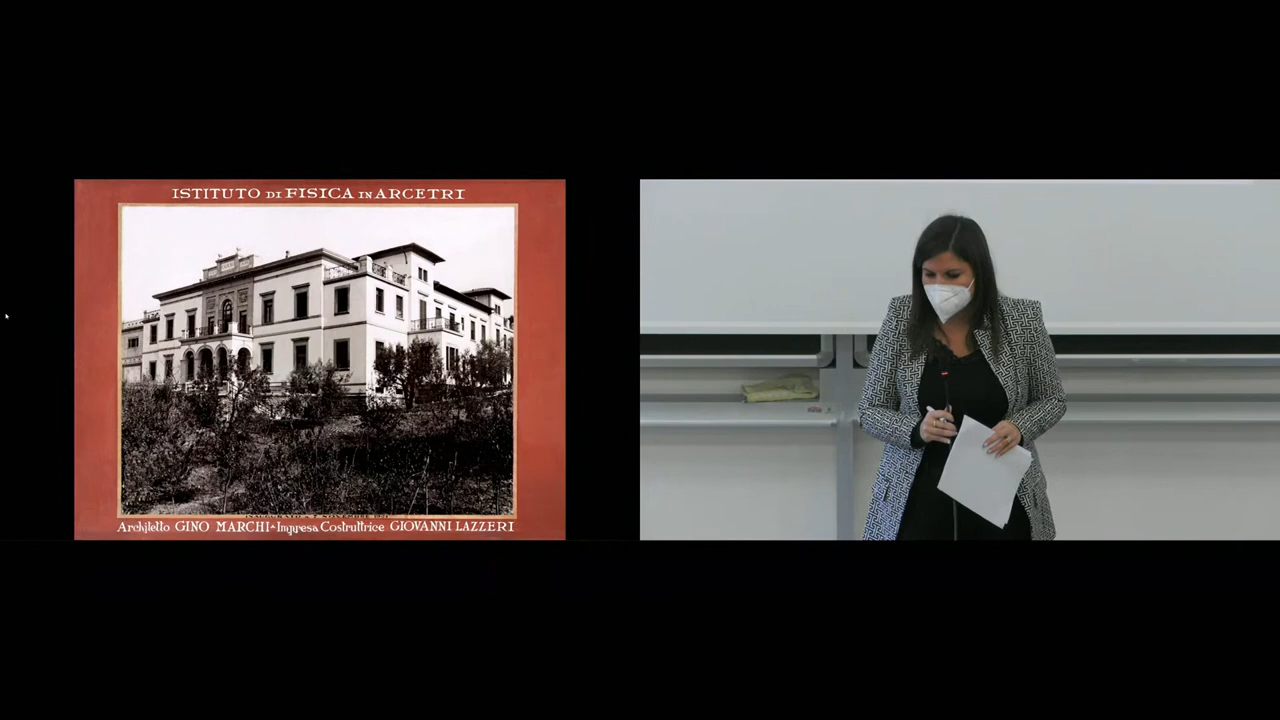 ISTITUTO DI FISICA IN ARCETRI
Architetto GINO MARCHI - Impresa Costruttrice GIOVANNI LAZZERI